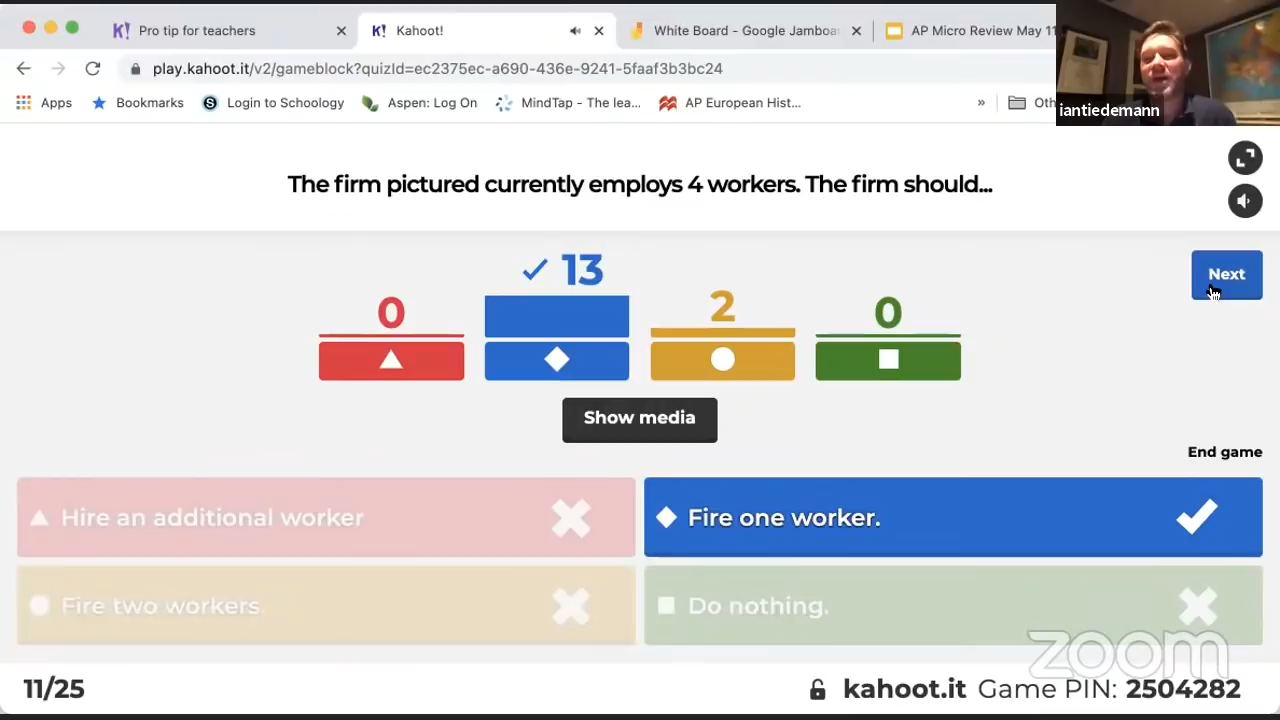 K! Pro tip for teachers
K! Kahoot!
White Board - Google Jamboa
AP Micro Review May 11
play.kahoot.it/v2/gameblock?quizId=ec2375ec-a690-436e-9241-5faaf3b3bc24
Apps
Bookmarks
S Login to Schoology
Aspen: Log On
MindTap - The lea...
AP European Hist...
»
Oth
iantiedemann
The firm pictured currently employs 4 workers. The firm should...
Next
0
13
2
0
Show media
End game
Hire an additional worker
Fire one worker.
Fire two workers.
Do nothing.
zoom
11/25
kahoot.it Game PIN: 2504282